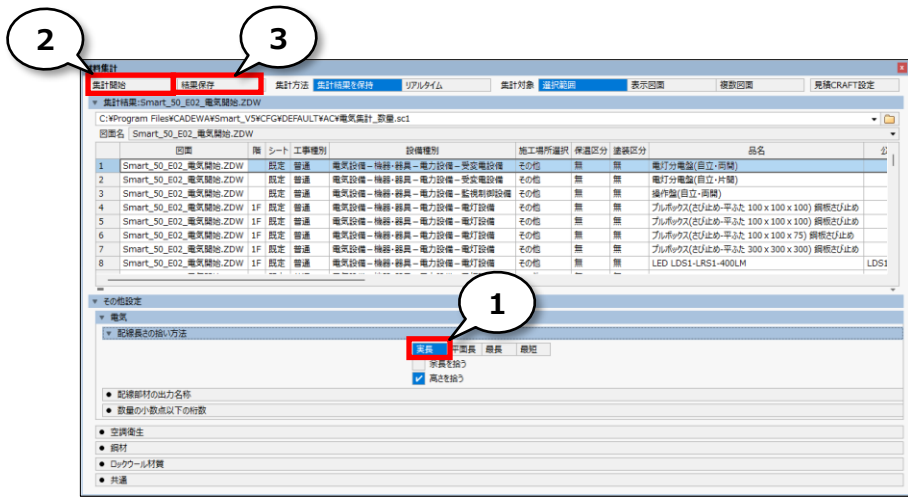 2
3
材料集計
集計開始 結果保存 集計方法 集計結果を保持 リアルタイム 集計対象 選択範囲 表示図面 複数図面 見積CRAFT設定
集計結果:Smart_50_E02_電気開始.ZDW
C:¥Program Files¥CADEWA¥Smart_V5¥CFG¥DEFAULT¥AC¥電気集計_数量.sc1
図面名 Smart_50_E02_電気開始.ZDW
図面 階 シート 工事種別 設備種別 施工場所選択 保温区分 塗装区分 品名
1 Smart_50_E02_電気開始.ZDW 既定 普通 電気設備－機器・器具－電力設備－受変電設備 その他 無 無 電灯分電盤(自立・両開)
2 Smart_50_E02_電気開始.ZDW 既定 普通 電気設備－機器・器具－電力設備－受変電設備 その他 無 無 電灯分電盤(自立・片開)
3 Smart_50_E02_電気開始.ZDW 既定 普通 電気設備－機器・器具－電力設備－監視制御設備 その他 無 無 操作盤(自立・両開)
4 Smart_50_E02_電気開始.ZDW 1F 既定 普通 電気設備－機器・器具－電力設備－電灯設備 その他 無 無 プルボックス(さび止め-平ふた 100 x 100 x 100) 鋼板さび止め
5 Smart_50_E02_電気開始.ZDW 1F 既定 普通 電気設備－機器・器具－電力設備－電灯設備 その他 無 無 プルボックス(さび止め-平ふた 100 x 100 x 100) 鋼板さび止め
6 Smart_50_E02_電気開始.ZDW 1F 既定 普通 電気設備－機器・器具－電力設備－電灯設備 その他 無 無 プルボックス(さび止め-平ふた 100 x 100 x 75) 鋼板さび止め
7 Smart_50_E02_電気開始.ZDW 1F 既定 普通 電気設備－機器・器具－電力設備－電灯設備 その他 無 無 プルボックス(さび止め-平ふた 300 x 300 x 300) 鋼板さび止め
8 Smart_50_E02_電気開始.ZDW 1F 既定 普通 電気設備－機器・器具－電力設備－電灯設備 その他 無 無 LED LDS1-LRS1-400LM LDS1
その他設定
1
電気
配線長さの拾い方法
実長 平面長 最長 最短
余長を拾う
高さを拾う
配線部材の出力名称
数量の小数点以下の桁数
空調衛生
鋼材
ロックウール材質
共通